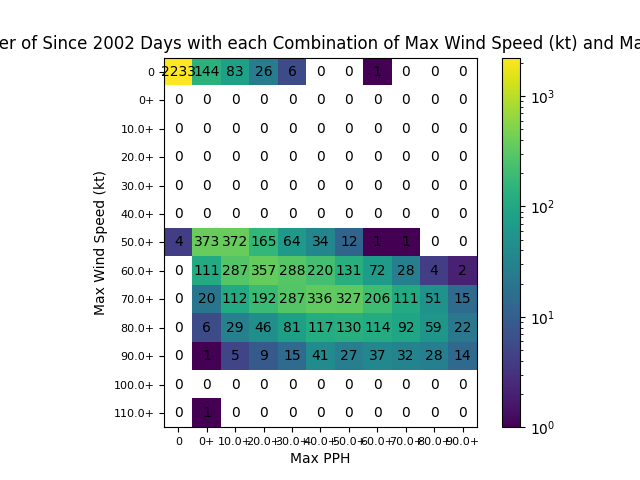 er of Since 2002 Days with each Combination of Max Wind Speed (kt) and Ma
0 2233 144 83 26 6 0 0 1 0 0 0
0+ 0 0 0 0 0 0 0 0 0 0 0
10.0+ 0 0 0 0 0 0 0 0 0 0 0
20.0+ 0 0 0 0 0 0 0 0 0 0 0
30.0+ 0 0 0 0 0 0 0 0 0 0 0
40.0+ 0 0 0 0 0 0 0 0 0 0 0
50.0+ 4 373 372 165 64 34 12 1 1 0 0
60.0+ 0 111 287 357 288 220 131 72 28 4 2
70.0+ 0 20 112 192 287 336 327 206 111 51 15
80.0+ 0 6 29 46 81 117 130 114 92 59 22
90.0+ 0 1 5 9 15 41 27 37 32 28 14
100.0+ 0 0 0 0 0 0 0 0 0 0 0
110.0+ 0 1 0 0 0 0 0 0 0 0 0
0 0+ 10.0+ 20.0+ 30.0+ 40.0+ 50.0+ 60.0+ 70.0+ 80.0+ 90.0+
Max PPH
Max Wind Speed (kt)
10³
10²
10¹
10⁰